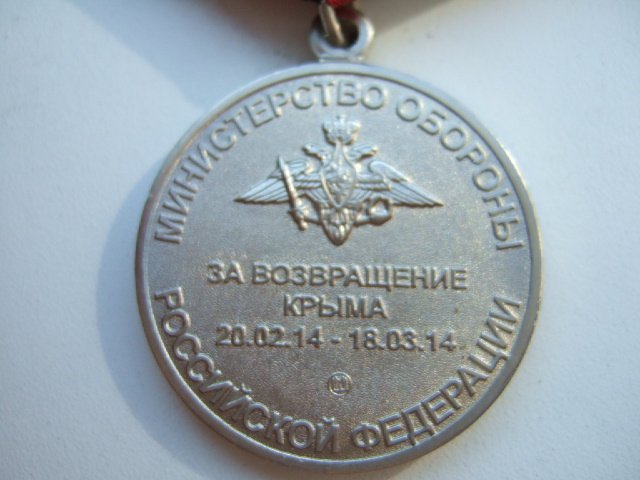 МИНИСТЕРСТВО ОБОРОНЫ
ЗА ВОЗВРАЩЕНИЕ
КРЫМА
20.02.14 - 18.03.14
РОССИЙСКОЙ ФЕДЕРАЦИИ